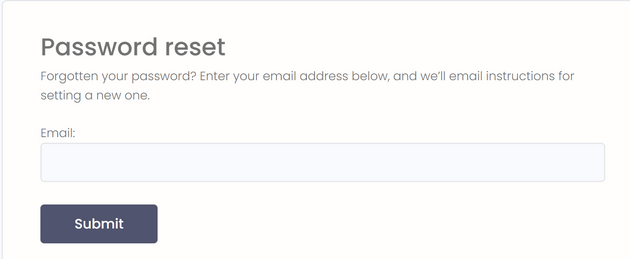 Password reset
Forgotten your password? Enter your email address below, and we’ll email instructions for
setting a new one.
Email:
Submit